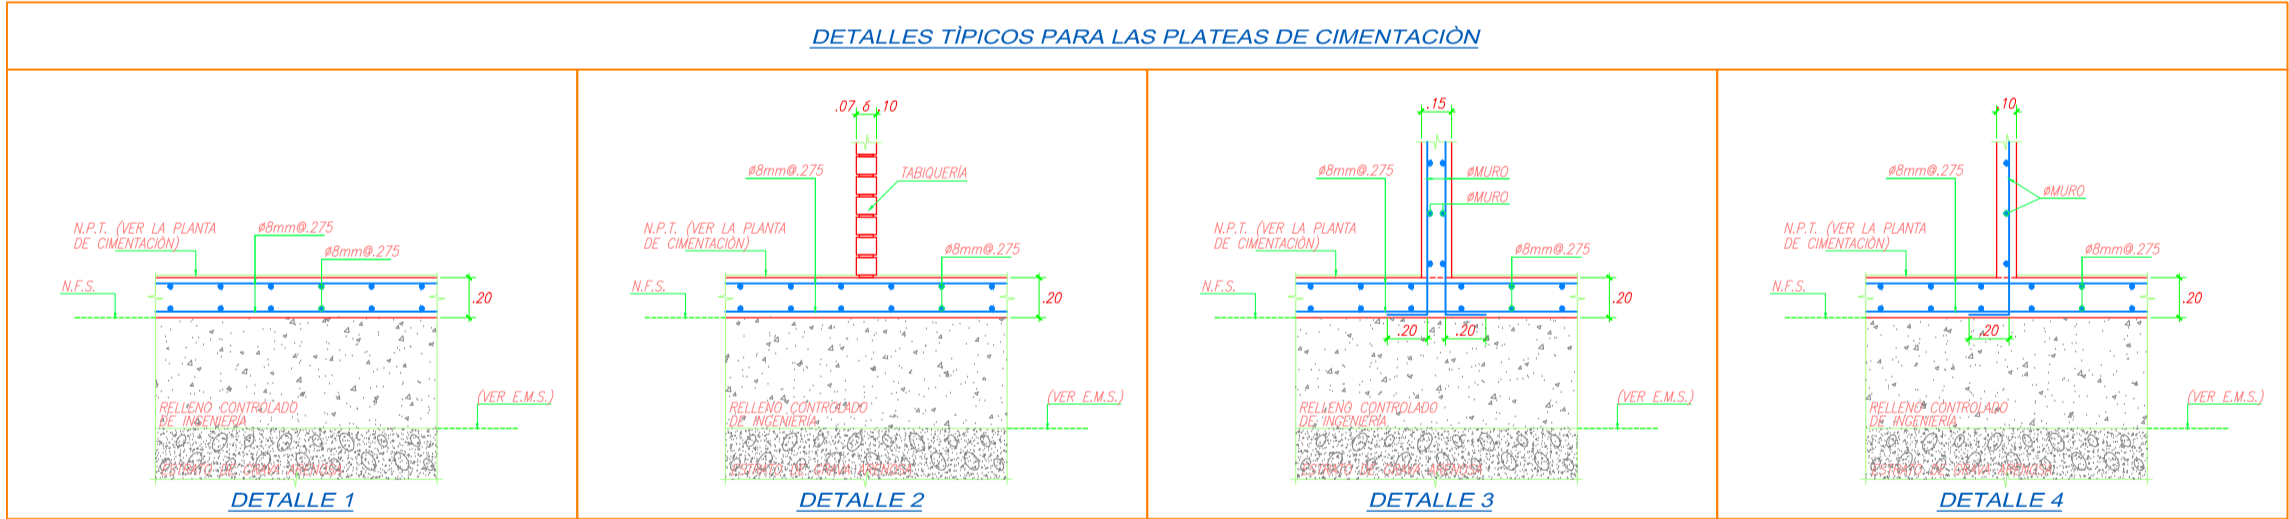 DETALLES TÌPICOS PARA LAS PLATEAS DE CIMENTACIÒN
N.P.T. (VER LA PLANTA
DE CIMENTACIÓN)
ø8mm@.275
ø8mm@.275
N.F.S.
.20
(VER E.M.S.)
RELLENO CONTROLADO
DE INGENIERÍA
ESTRATO DE GRAVA ARENOSA
DETALLE 1
.07 6 .10
ø8mm@.275
TABIQUERÍA
N.P.T. (VER LA PLANTA
DE CIMENTACIÓN)
ø8mm@.275
N.F.S.
.20
(VER E.M.S.)
RELLENO CONTROLADO
DE INGENIERÍA
ESTRATO DE GRAVA ARENOSA
DETALLE 2
.15
ø8mm@.275
øMURO
øMURO
N.P.T. (VER LA PLANTA
DE CIMENTACIÓN)
ø8mm@.275
N.F.S.
.20
.20
.20
(VER E.M.S.)
RELLENO CONTROLADO
DE INGENIERÍA
ESTRATO DE GRAVA ARENOSA
DETALLE 3
.10
ø8mm@.275
øMURO
N.P.T. (VER LA PLANTA
DE CIMENTACIÓN)
ø8mm@.275
N.F.S.
.20
.20
(VER E.M.S.)
RELLENO CONTROLADO
DE INGENIERÍA
ESTRATO DE GRAVA ARENOSA
DETALLE 4